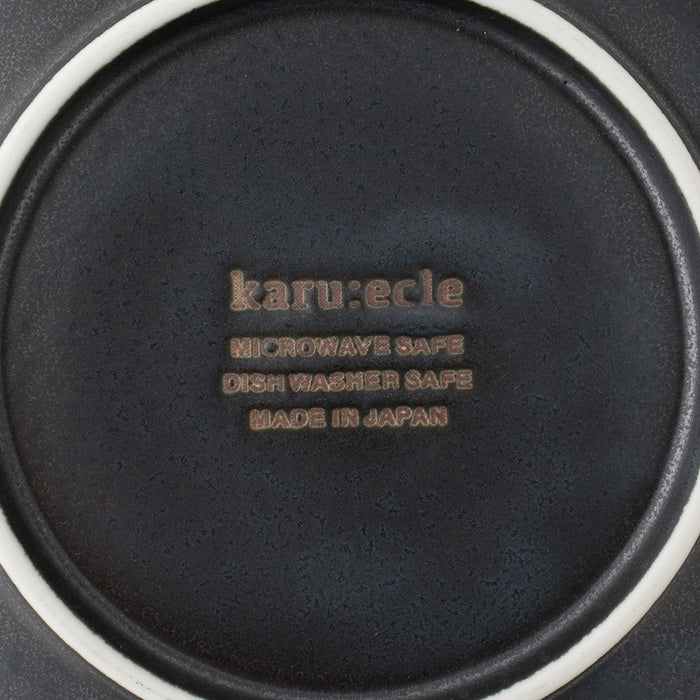 karu:ecle
MICROWAVE SAFE
DISH WASHER SAFE
MADE IN JAPAN